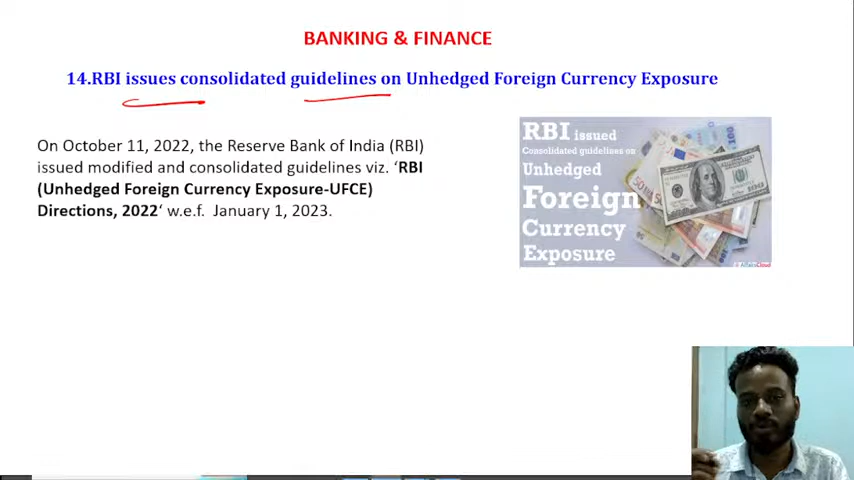 BANKING & FINANCE
14.RBI issues consolidated guidelines on Unhedged Foreign Currency Exposure
On October 11, 2022, the Reserve Bank of India (RBI)
issued modified and consolidated guidelines viz. ‘RBI
(Unhedged Foreign Currency Exposure-UFCE)
Directions, 2022‘ w.e.f. January 1, 2023.
RBI issued
Consolidated guidelines on
Unhedged
Foreign
Currency
Exposure
100
AffairsCloud